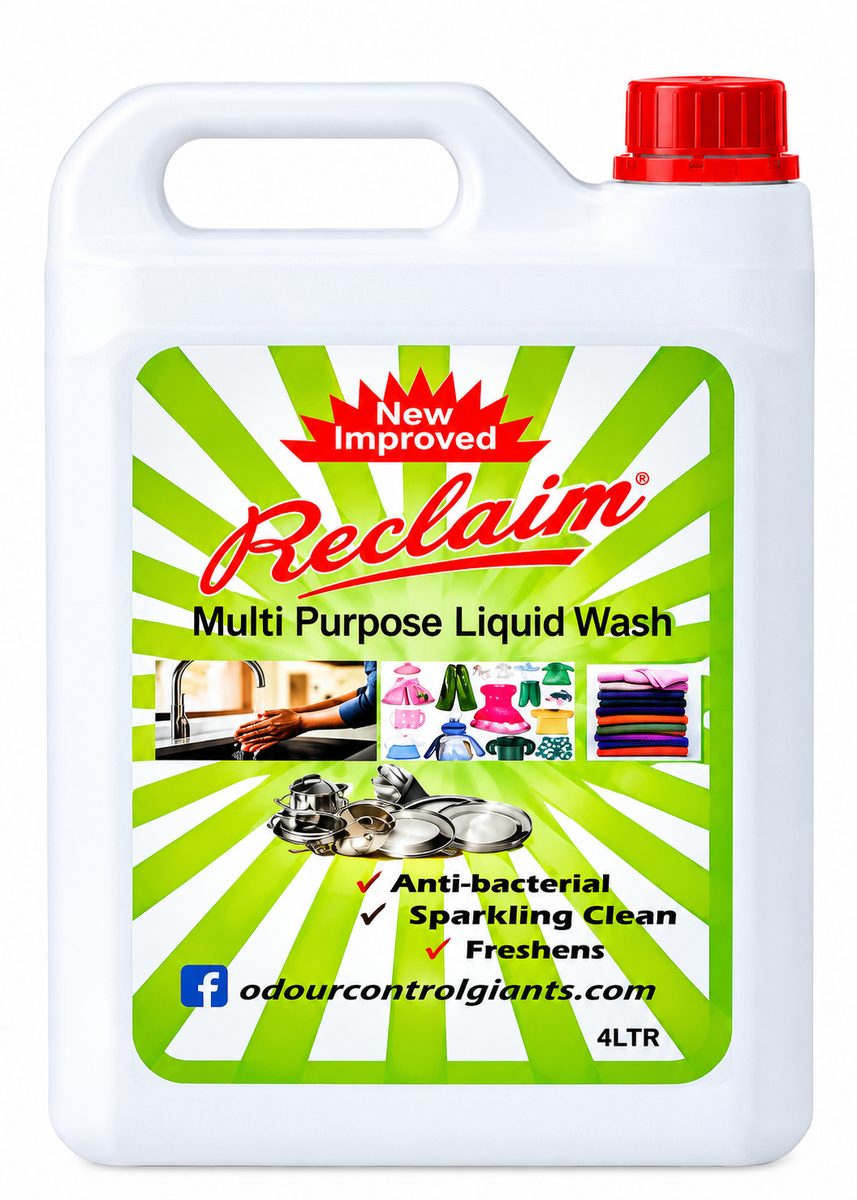 New
Improved
Reclaim®
Multi Purpose Liquid Wash
Anti-bacterial
Sparkling Clean
Freshens
odourcontrolgiants.com
4LTR